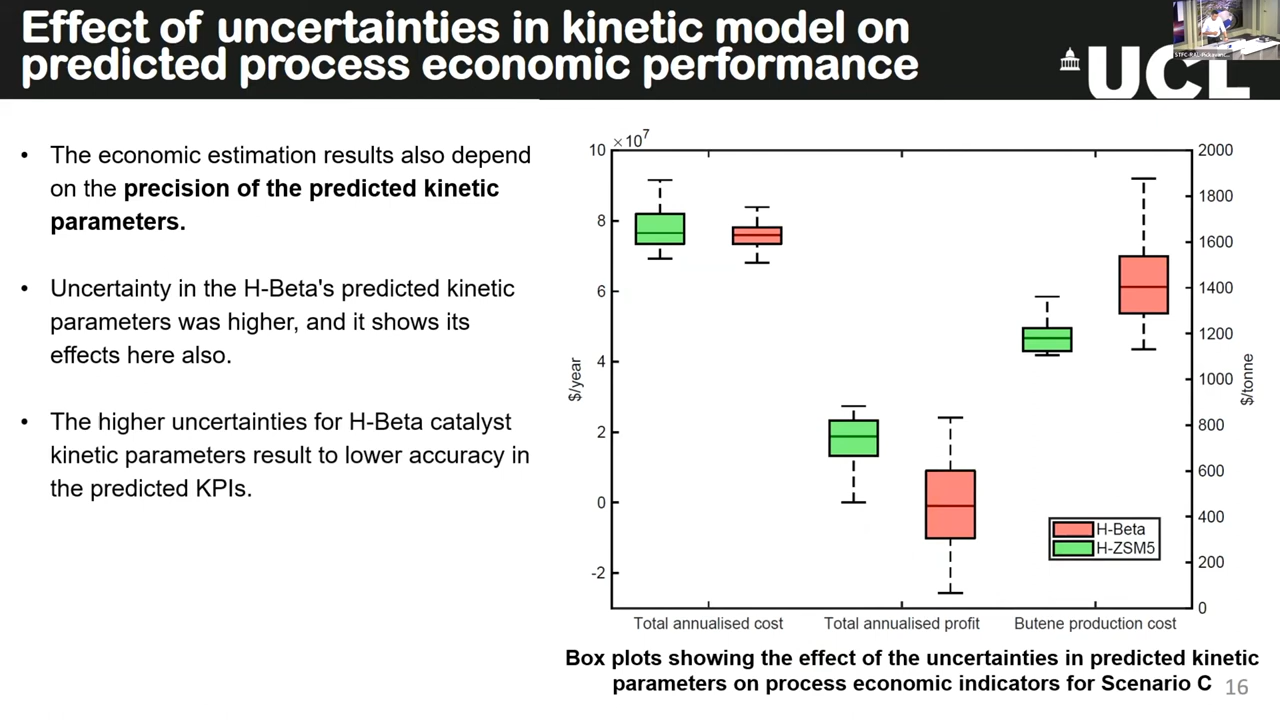 Effect of uncertainties in kinetic model on
predicted process economic performance
UCL
• The economic estimation results also depend
on the precision of the predicted kinetic
parameters.
• Uncertainty in the H-Beta's predicted kinetic
parameters was higher, and it shows its
effects here also.
• The higher uncertainties for H-Beta catalyst
kinetic parameters result to lower accuracy in
the predicted KPIs.
×10⁷
10
8
6
4
2
0
-2
$/year
2000
1800
1600
1400
1200
1000
800
600
400
200
0
$/tonne
H-Beta
H-ZSM5
Total annualised cost
Total annualised profit
Butene production cost
Box plots showing the effect of the uncertainties in predicted kinetic
parameters on process economic indicators for Scenario C
16